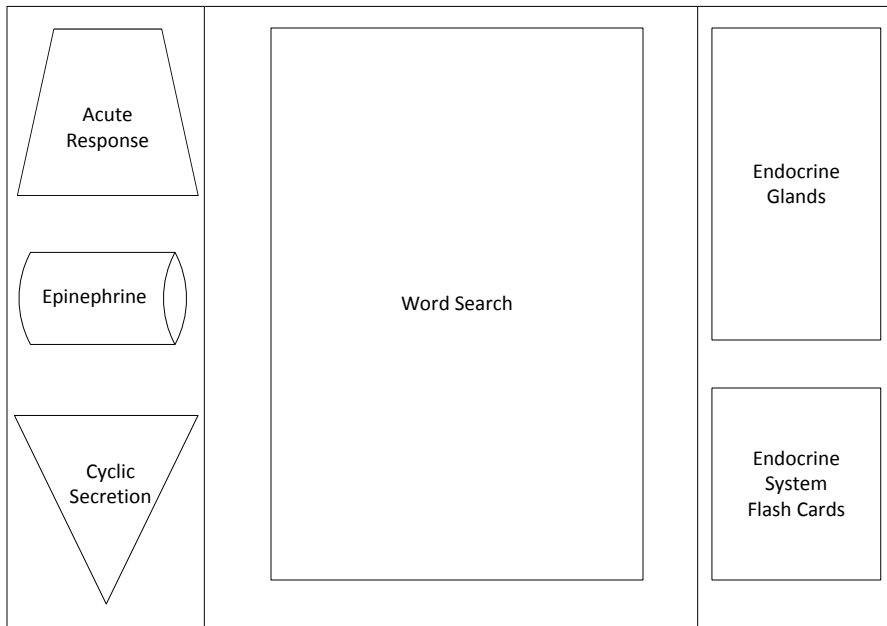 Acute
Response
Epinephrine
Cyclic
Secretion
Word Search
Endocrine
Glands
Endocrine
System
Flash Cards